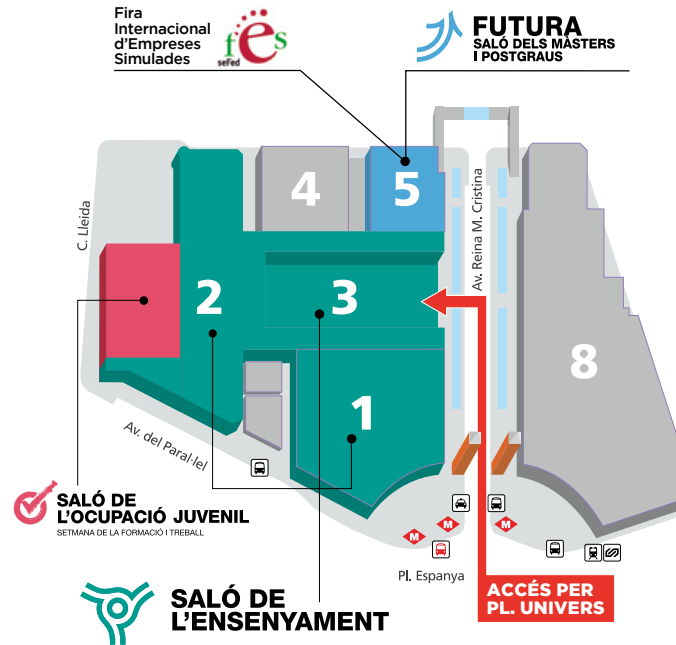 Fira
Internacional
d'Empreses
Simulades
fes
sefed
FUTURA
SALÓ DELS MÀSTERS
I POSTGRAUS
4
5
C. Lleida
Av. Reina M. Cristina
2
3
8
1
Av. del Paral·lel
SALÓ DE
L'OCUPACIÓ JUVENIL
SETMANA DE LA FORMACIÓ I TREBALL
M
M
M
Pl. Espanya
ACCÉS PER
PL. UNIVERS
SALÓ DE
L'ENSENYAMENT